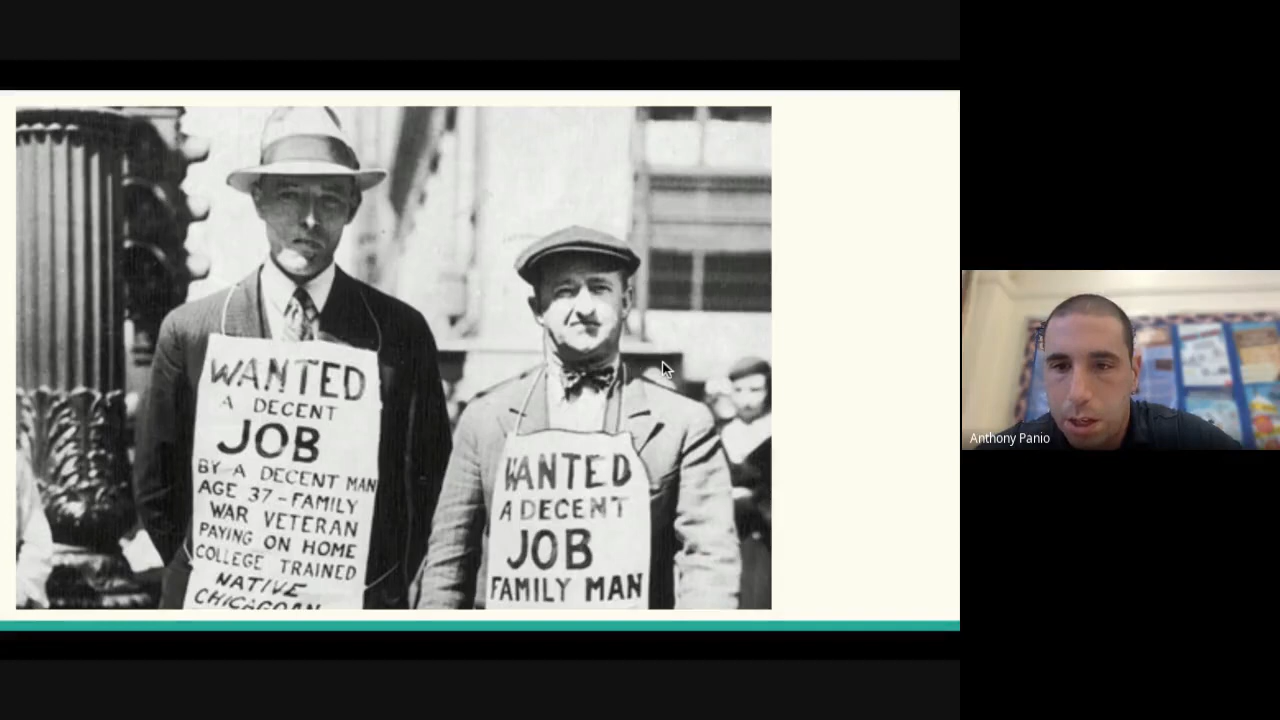 WANTED
A DECENT
JOB
BY A DECENT MAN
AGE 37-FAMILY
WAR VETERAN
PAYING ON HOME
COLLEGE TRAINED
NATIVE
CHICAGOAN
WANTED
A DECENT
JOB
FAMILY MAN
Anthony Panio